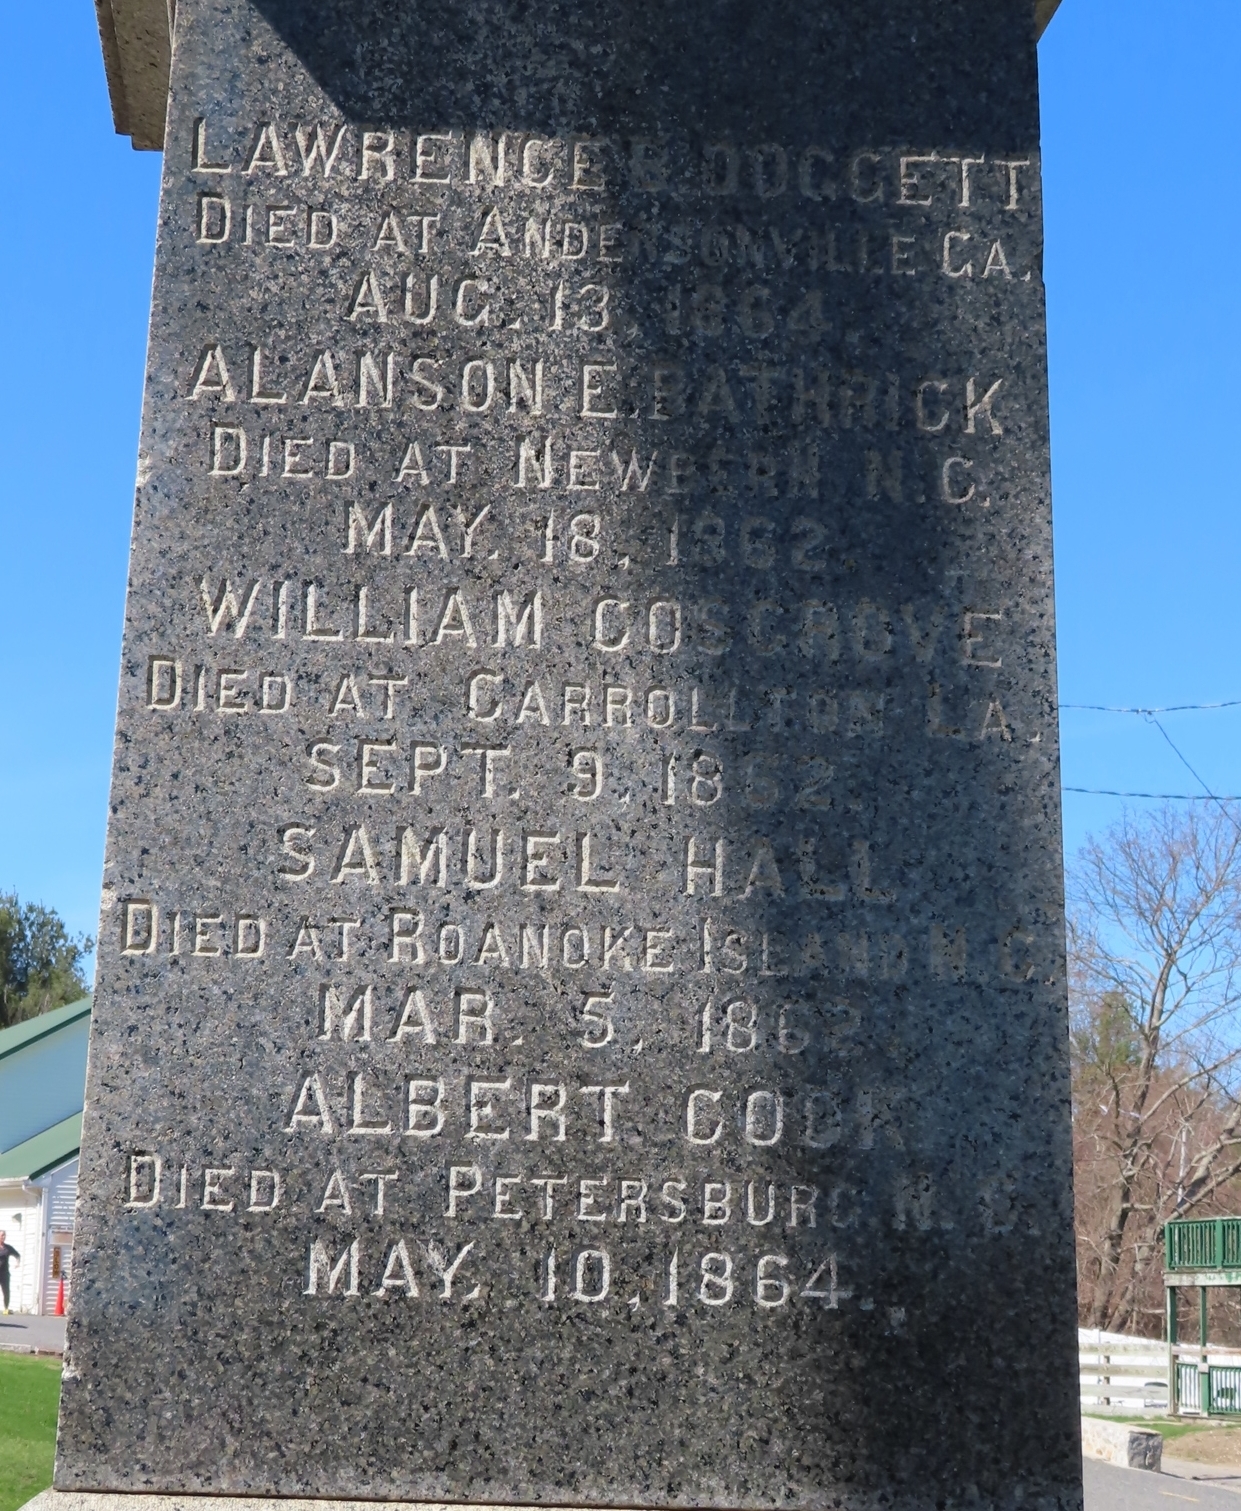 LAWRENCE DOGGETT
DIED AT ANDERSONVILLE GA.
AUG. 13, 1864
ALANSON E. BATHRICK
DIED AT NEWBERN N.C.
MAY. 18, 1862
WILLIAM COSGROVE
DIED AT CARROLLTON LA.
SEPT. 9, 1862
SAMUEL HALL
DIED AT ROANOKE ISLE
MAR. 5, 1862
ALBERT
DIED AT PETERSBURG
MAY. 10, 1864.